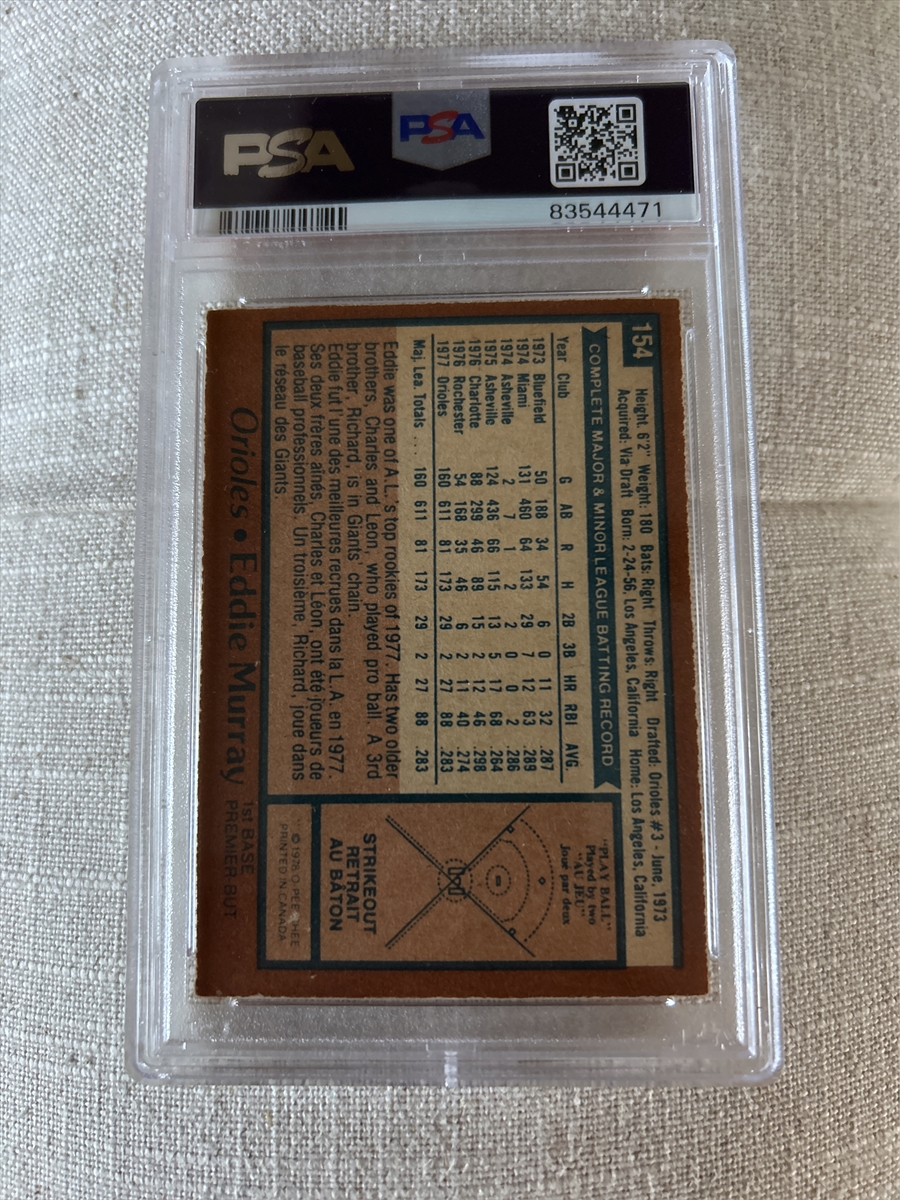 PSA
PSA
83544471
154
Height: 6'2" Weight: 180 Bats: Right Throws: Right Drafted: Orioles #3 - June, 1973
Acquired: Via Draft Born: 2-24-56, Los Angeles, California Home: Los Angeles, California
COMPLETE MAJOR & MINOR LEAGUE BATTING RECORD
Year Club G AB R H 2B 3B HR RBI AVG.
1973 Bluefield 50 188 34 54 6 0 11 32 .287
1974 Miami 131 460 64 133 29 7 12 63 .289
1974 Asheville 2 7 1 2 2 0 0 2 .286
1975 Asheville 124 436 66 115 13 5 17 68 .264
1976 Charlotte 88 299 46 89 15 2 12 46 .298
1976 Rochester 54 168 35 46 6 2 11 40 .274
1977 Orioles 160 611 81 173 29 2 27 88 .283
Maj. Lea. Totals ... 160 611 81 173 29 2 27 88 .283
Eddie was one of A.L.'s top rookies of 1977. Has two older
brothers, Charles and Leon, who played pro ball. A 3rd
brother, Richard, is in Giants' chain.
Eddie fut l'une des meilleures recrues dans la L.A. en 1977.
Ses deux frères aînés, Charles et Léon, ont été joueurs de
baseball professionnels. Un troisième, Richard, joue dans
le réseau des Giants.
"PLAY BALL"
Played by two
"AU JEU"
Joué par deux
STRIKEOUT
RETRAIT
AU BÂTON
©1978 O-PEE-CHEE
PRINTED IN CANADA
Orioles • Eddie Murray
1st BASE
PREMIER-BUT